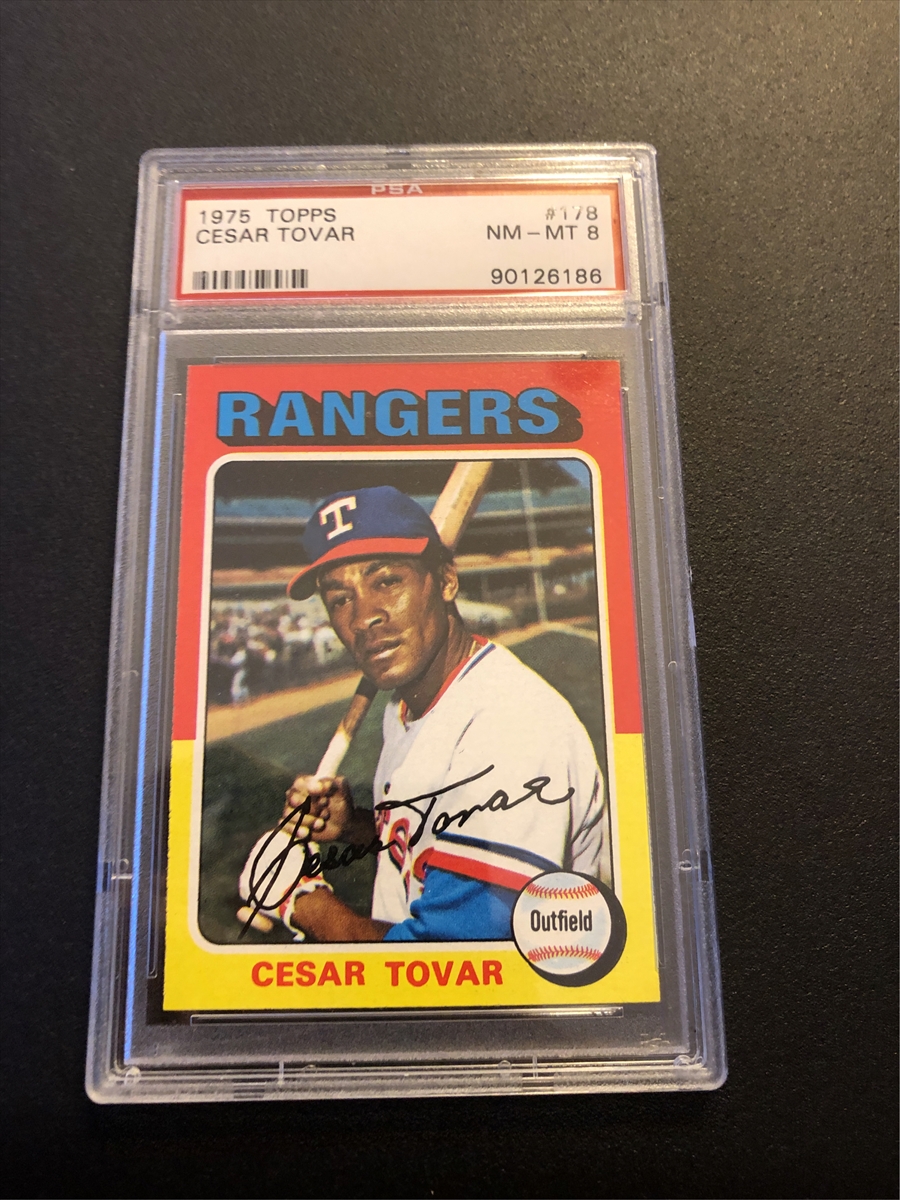 PSA
1975 TOPPS #178
CESAR TOVAR NM-MT 8
90126186
RANGERS
T
Cesar Tovar
Outfield
CESAR TOVAR